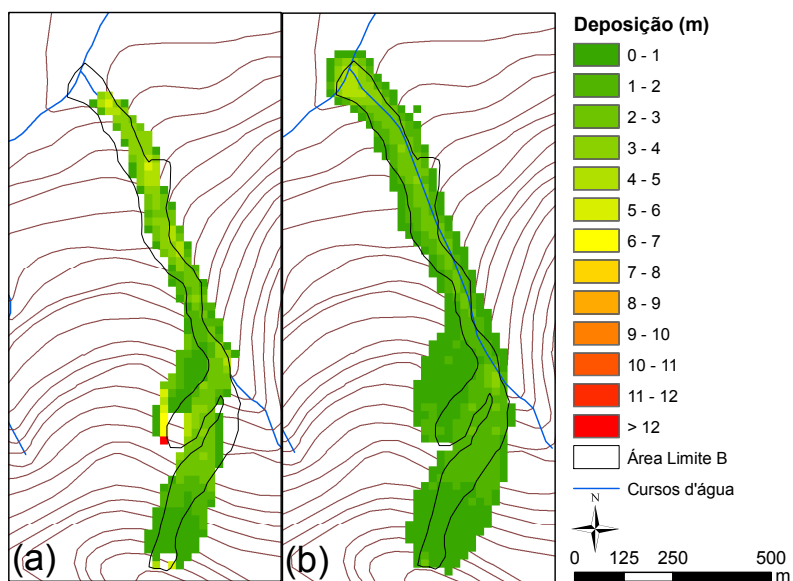 (a)
(b)
Deposição (m)
0 - 1
1 - 2
2 - 3
3 - 4
4 - 5
5 - 6
6 - 7
7 - 8
8 - 9
9 - 10
10 - 11
11 - 12
> 12
Área Limite B
Cursos d'água
N
0 125 250 500
m